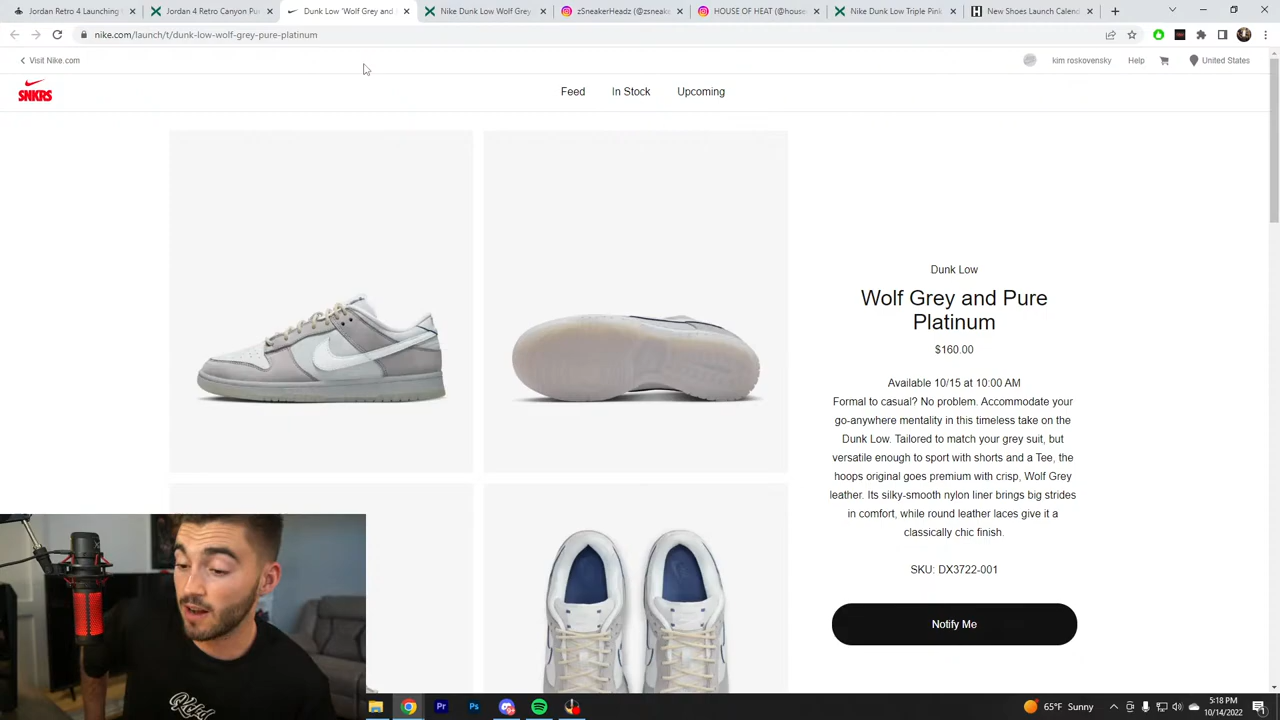 Jordan Retro 4 Launching
Jordan 4 Retro Canyon Pur
Dunk Low 'Wolf Grey and
Nike Dunk Low Wolf Grey
zSneakerHeadz (@zsneake
HOUSE OF HEAT (@house
Nike Dunk Low Triple Pink
New Shoes Launch Calend
nike.com/launch/t/dunk-low-wolf-grey-pure-platinum
Visit Nike.com
kim roskovensky
Help
United States
SNKRS
Feed
In Stock
Upcoming
Dunk Low
Wolf Grey and Pure
Platinum
$160.00
Available 10/15 at 10:00 AM
Formal to casual? No problem. Accommodate your
go-anywhere mentality in this timeless take on the
Dunk Low. Tailored to match your grey suit, but
versatile enough to sport with shorts and a Tee, the
hoops original goes premium with crisp, Wolf Grey
leather. Its silky-smooth nylon liner brings big strides
in comfort, while round leather laces give it a
classically chic finish.
SKU: DX3722-001
Notify Me
Pr
Ps
65°F Sunny
5:18 PM
10/14/2022